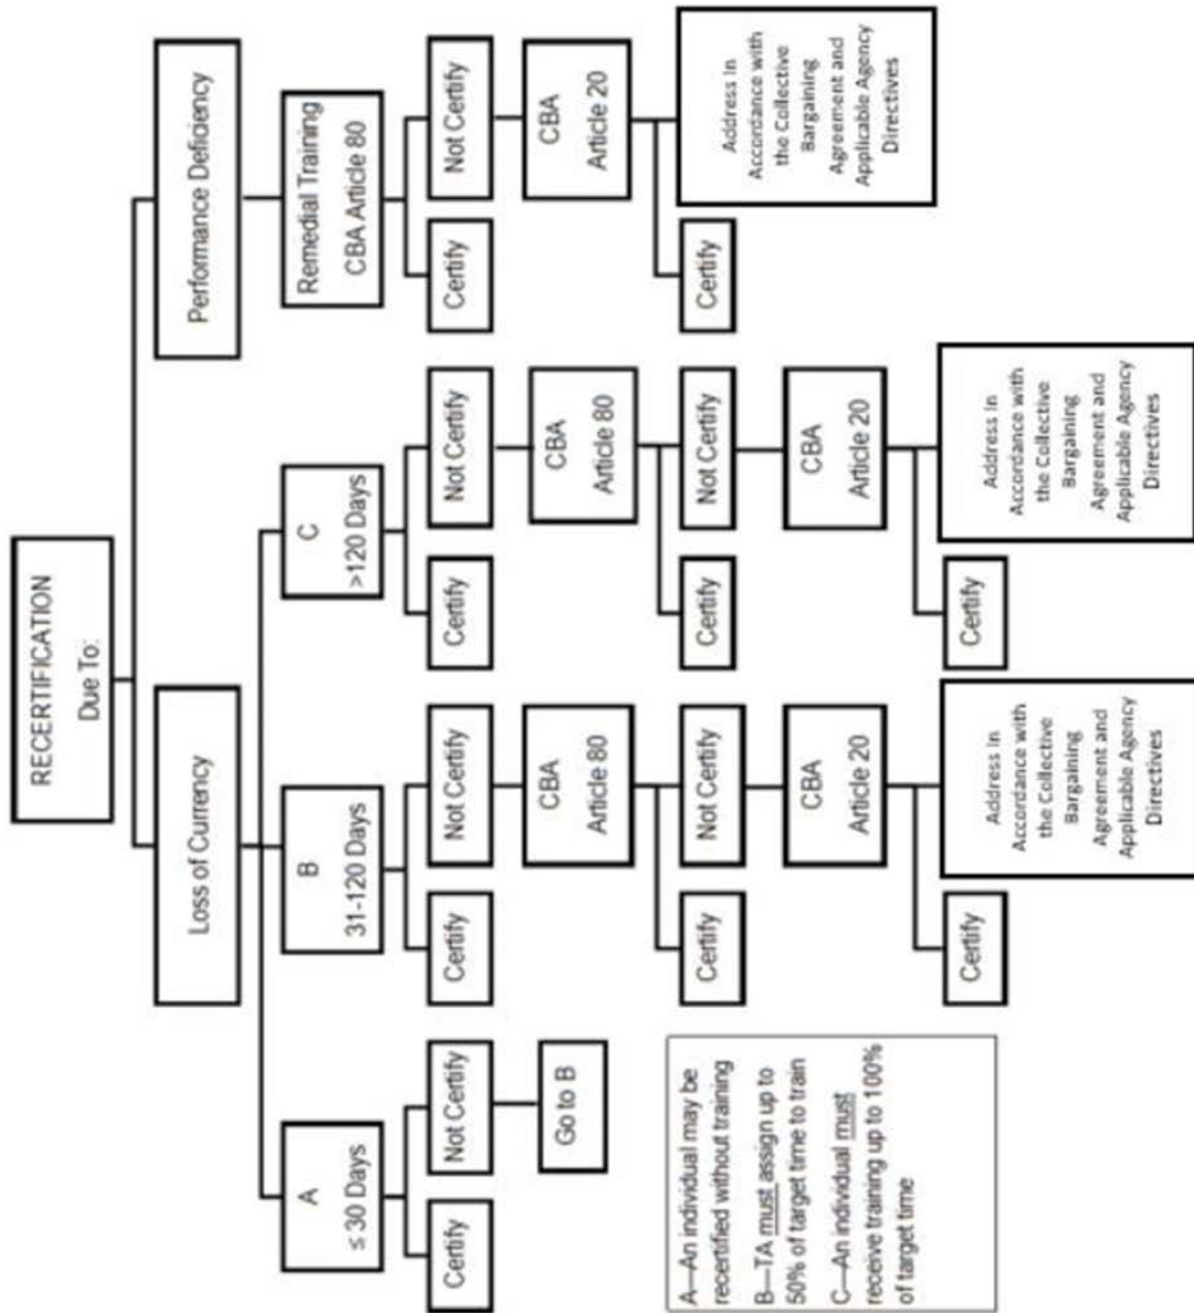 RECERTIFICATION
Due To:
Loss of Currency
Performance Deficiency
A
≤ 30 Days
B
31-120 Days
C
>120 Days
Remedial Training
CBA Article 80
Certify
Not Certify
Certify
Not Certify
Certify
Not Certify
Certify
Not Certify
Go to B
CBA
Article 80
CBA
Article 80
CBA
Article 20
A—An individual may be
recertified without training
B—TA must assign up to
50% of target time to train
C—An individual must
receive training up to 100%
of target time
Certify
Not Certify
Certify
Not Certify
Certify
Address In
Accordance with
the Collective
Bargaining
Agreement and
Applicable Agency
Directives
CBA
Article 20
CBA
Article 20
Certify
Address In
Accordance with
the Collective
Bargaining
Agreement and
Applicable Agency
Directives
Certify
Address In
Accordance with
the Collective
Bargaining
Agreement and
Applicable Agency
Directives